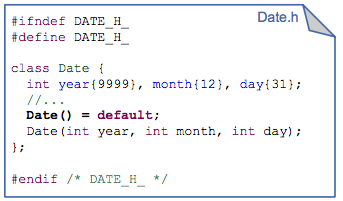 Date.h
#ifndef DATE_H_
#define DATE_H_
class Date {
int year{9999}, month{12}, day{31};
//...
Date() = default;
Date(int year, int month, int day);
};
#endif /* DATE_H_ */